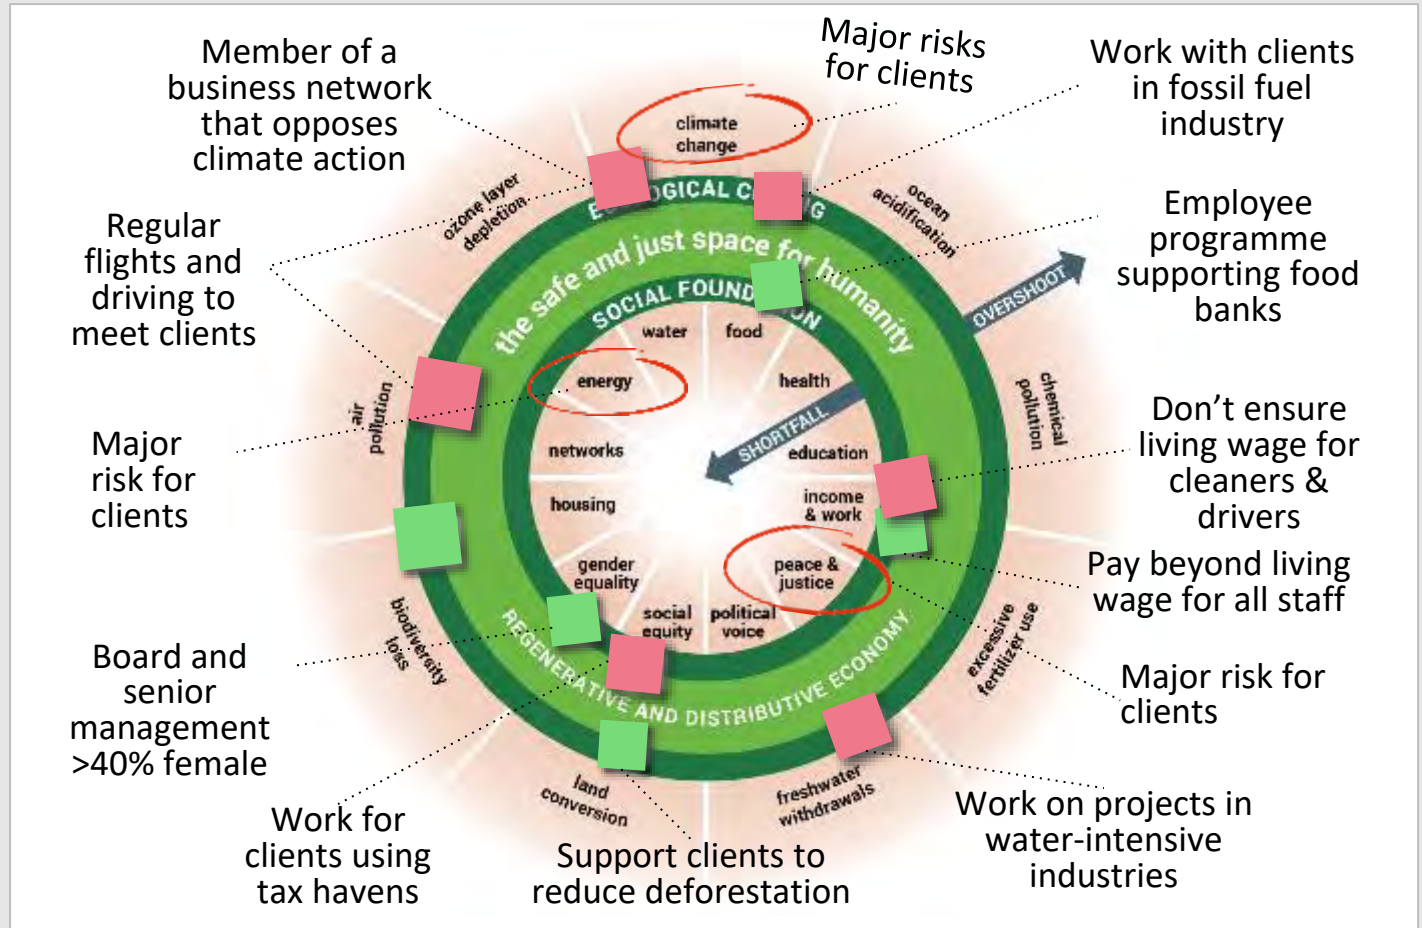 Member of a
business network
that opposes
climate action
Major risks
for clients
Work with clients
in fossil fuel
industry
climate
change
ozone layer
depletion
ocean
acidification
Regular
flights and
driving to
meet clients
Employee
programme
supporting food
banks
the safe and just space for humanity
OVERSHOOT
water
food
energy
health
air
pollution
chemical
pollution
Major
risk for
clients
networks
SHORTFALL
education
Don’t ensure
living wage for
cleaners &
drivers
housing
income
& work
gender
equality
peace &
justice
social
equity
political
voice
Pay beyond living
wage for all staff
biodiversity
loss
excessive
fertilizer use
REGENERATIVE AND DISTRIBUTIVE ECONOMY
Board and
senior
management
>40% female
Major risk for
clients
land
conversion
freshwater
withdrawals
Work for
clients using
tax havens
Support clients to
reduce deforestation
Work on projects in
water-intensive
industries